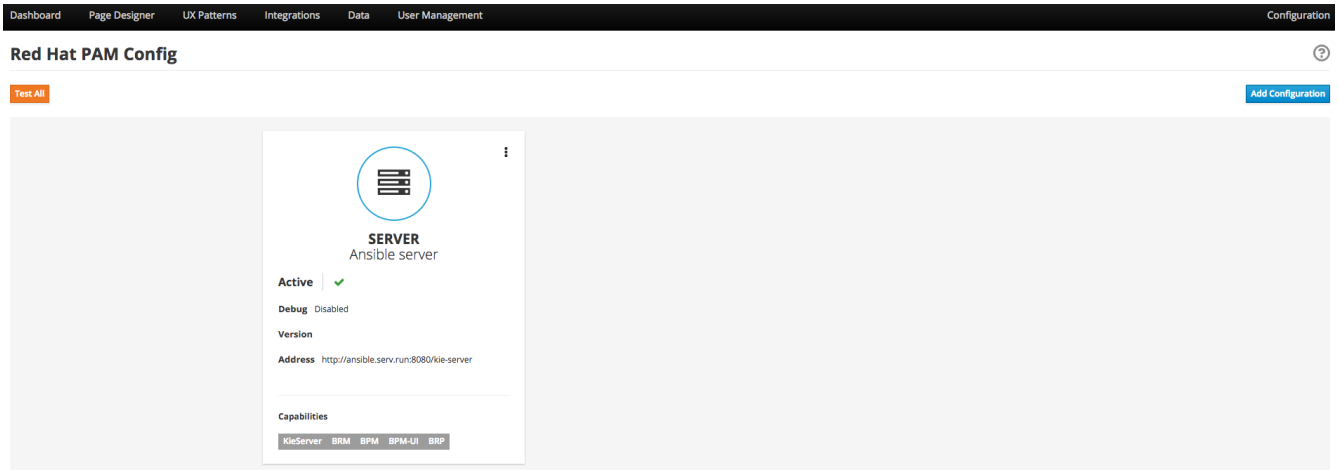 Dashboard Page Designer UX Patterns Integrations Data User Management Configuration
Red Hat PAM Config
Test All Add Configuration
SERVER
Ansible server
Active
Debug Disabled
Version
Address http://ansible.serv.run:8080/kie-server
Capabilities
KieServer BRM BPM BPM-UI BRP